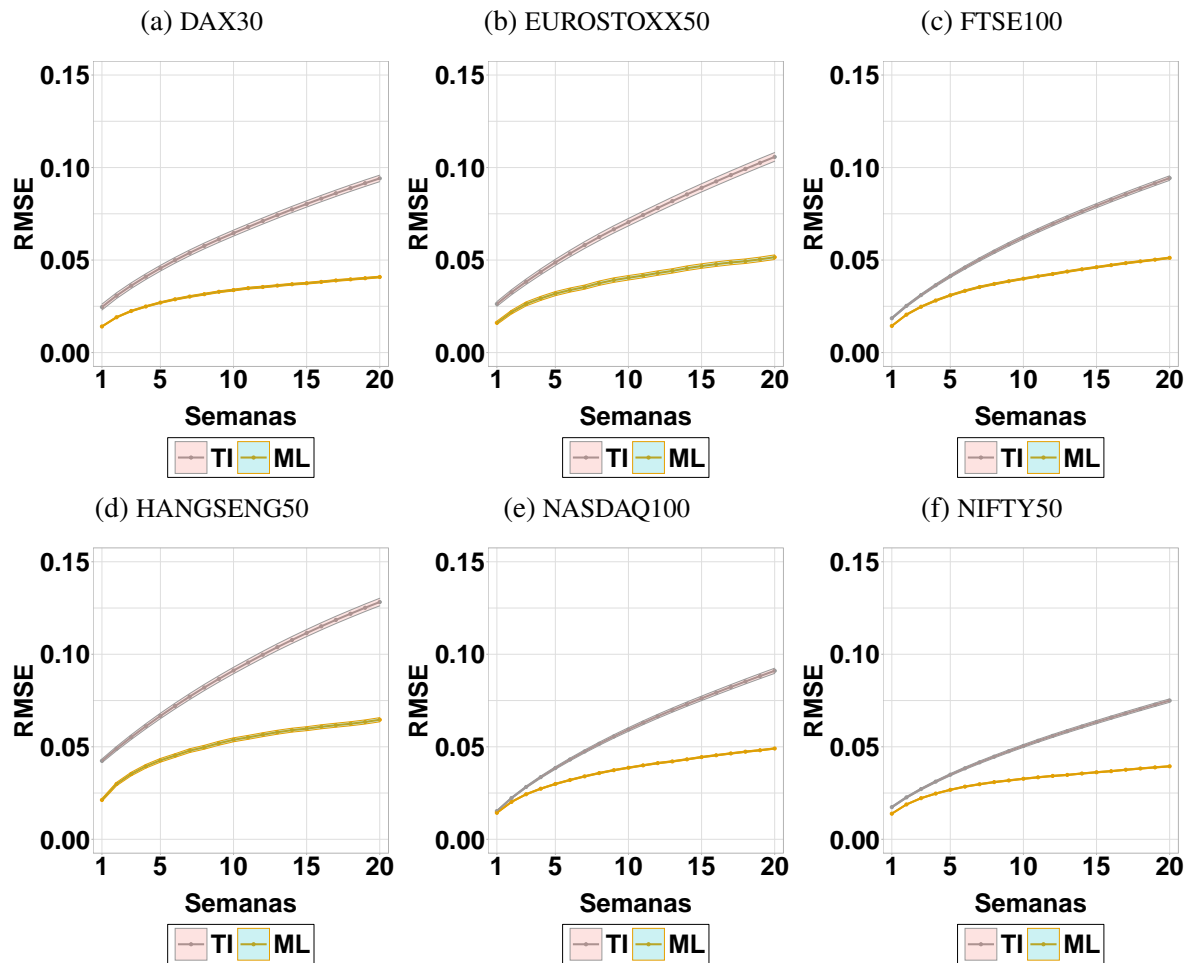 (a) DAX30
0.15
0.10
0.05
0.00
RMSE
1 5 10 15 20
Semanas
TI ML
(b) EUROSTOXX50
0.15
0.10
0.05
0.00
RMSE
1 5 10 15 20
Semanas
TI ML
(c) FTSE100
0.15
0.10
0.05
0.00
RMSE
1 5 10 15 20
Semanas
TI ML
(d) HANGSENG50
0.15
0.10
0.05
0.00
RMSE
1 5 10 15 20
Semanas
TI ML
(e) NASDAQ100
0.15
0.10
0.05
0.00
RMSE
1 5 10 15 20
Semanas
TI ML
(f) NIFTY50
0.15
0.10
0.05
0.00
RMSE
1 5 10 15 20
Semanas
TI ML